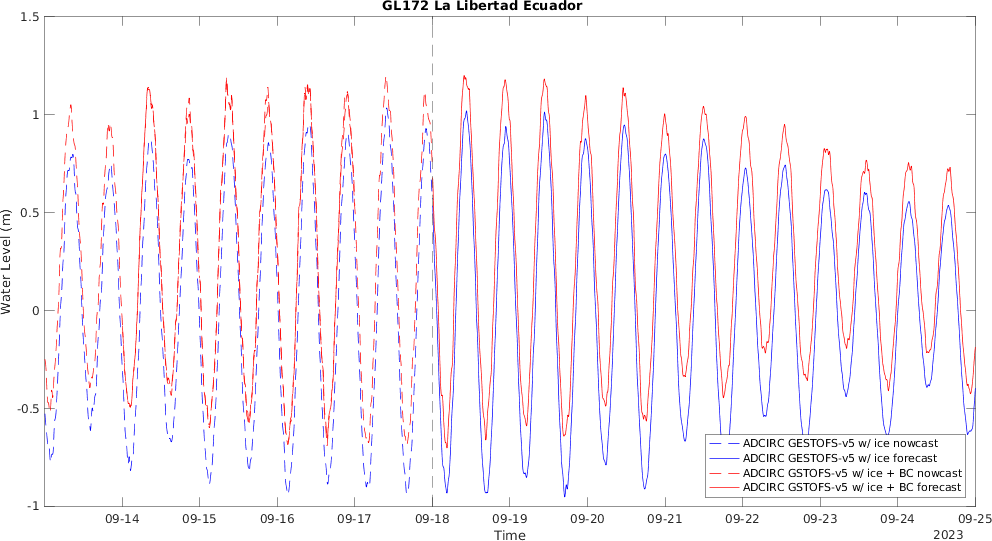 GL172 La Libertad Ecuador
1.5
1
0.5
0
-0.5
-1
Water Level (m)
ADCIRC GESTOFS-v5 w/ ice nowcast
ADCIRC GESTOFS-v5 w/ ice forecast
ADCIRC GSTOFS-v5 w/ ice + BC nowcast
ADCIRC GSTOFS-v5 w/ ice + BC forecast
09-14 09-15 09-16 09-17 09-18 09-19 09-20 09-21 09-22 09-23 09-24 09-25
Time
2023